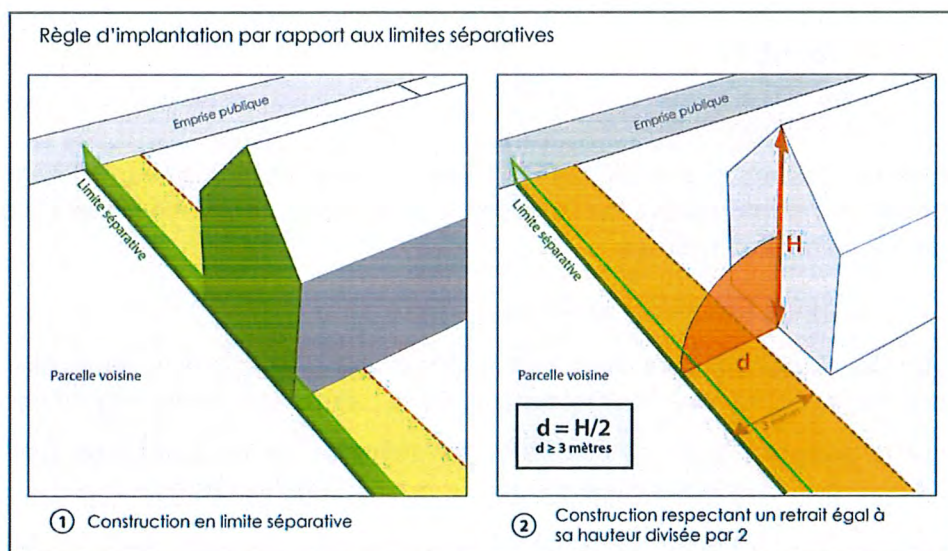 Règle d'implantation par rapport aux limites séparatives
Emprise publique
Limite séparative
Parcelle voisine
① Construction en limite séparative
Emprise publique
Limite séparative
H
d
3 mètres
Parcelle voisine
d = H/2
d ≥ 3 mètres
② Construction respectant un retrait égal à
sa hauteur divisée par 2